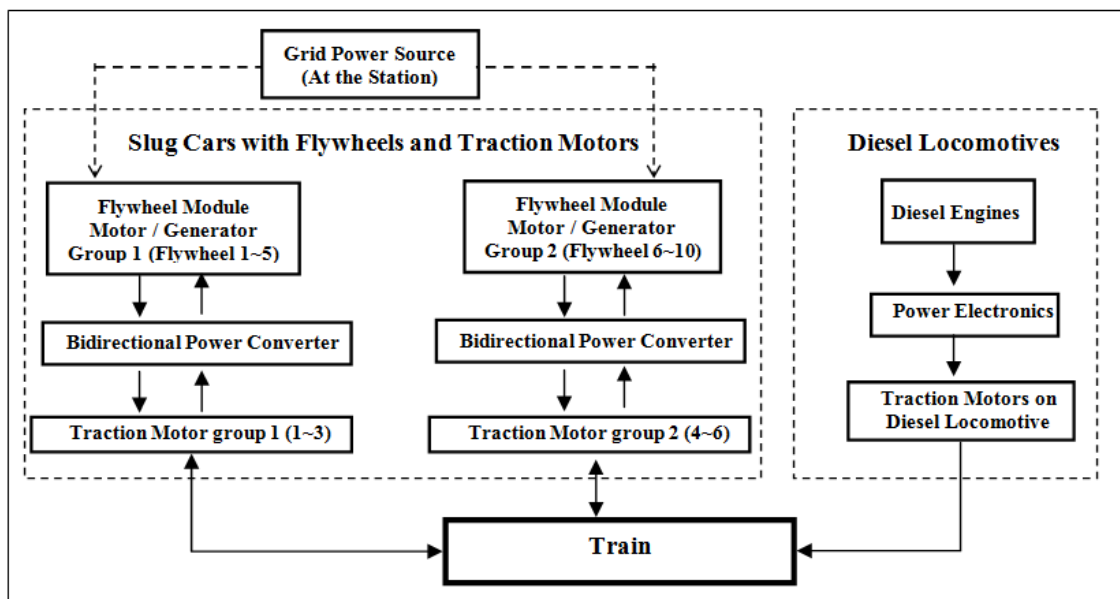 Grid Power Source
(At the Station)
Slug Cars with Flywheels and Traction Motors
Flywheel Module
Motor / Generator
Group 1 (Flywheel 1~5)
Bidirectional Power Converter
Traction Motor group 1 (1~3)
Flywheel Module
Motor / Generator
Group 2 (Flywheel 6~10)
Bidirectional Power Converter
Traction Motor group 2 (4~6)
Diesel Locomotives
Diesel Engines
Power Electronics
Traction Motors on
Diesel Locomotive
Train